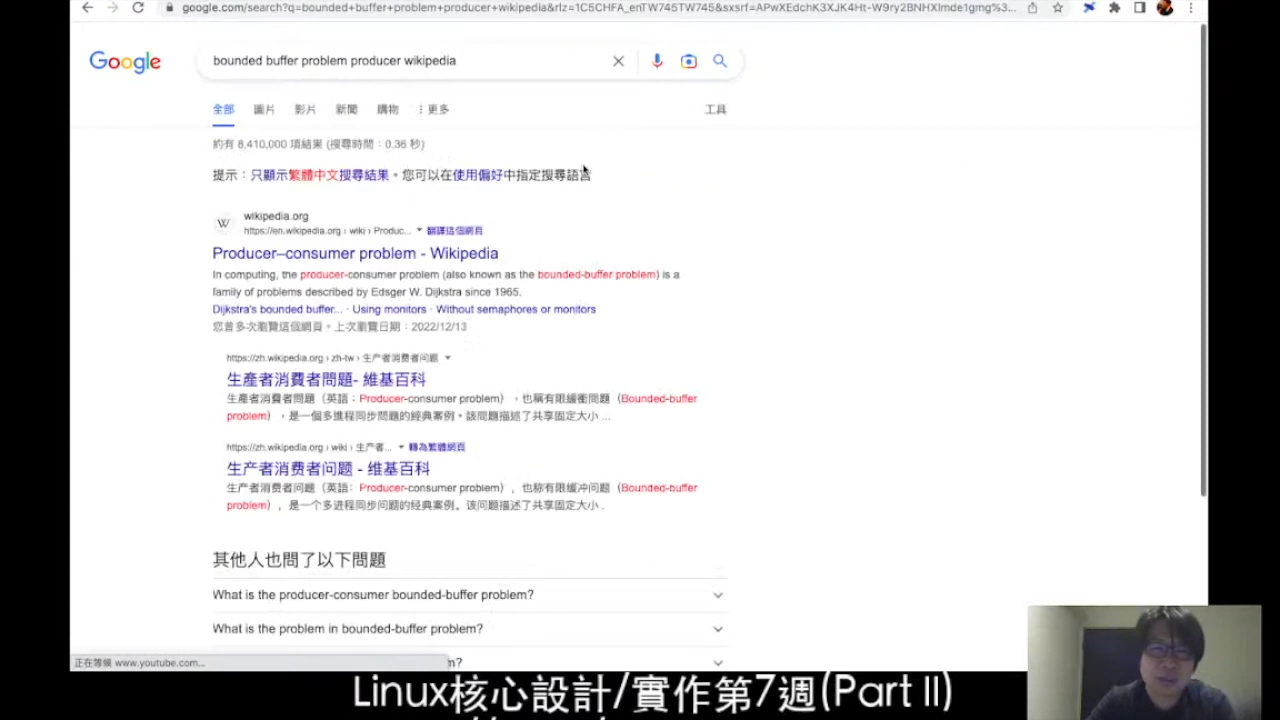 google.com/search?q=bounded+buffer+problem+producer+wikipedia&rlz=1C5CHFA_enTW745TW745&sxsrf=APwXEdchK3XJK4Ht-W9ry2BNHXlmde1gmg%3...
Google
bounded buffer problem producer wikipedia
全部 圖片 影片 新聞 購物 更多 工具
約有 8,410,000 項結果 (搜尋時間：0.36 秒)
提示：只顯示繁體中文搜尋結果。您可以在使用偏好中指定搜尋語言
W
wikipedia.org
https://en.wikipedia.org › wiki › Produc... 翻譯這個網頁
Producer–consumer problem - Wikipedia
In computing, the producer-consumer problem (also known as the bounded-buffer problem) is a
family of problems described by Edsger W. Dijkstra since 1965.
Dijkstra's bounded buffer... · Using monitors · Without semaphores or monitors
您曾多次瀏覽這個網頁。上次瀏覽日期：2022/12/13
https://zh.wikipedia.org › zh-tw › 生产者消费者问题
生產者消費者問題- 維基百科
生產者消費者問題（英語：Producer-consumer problem），也稱有限緩衝問題（Bounded-buffer
problem），是一個多進程同步問題的經典案例。該問題描述了共享固定大小 ...
https://zh.wikipedia.org › wiki › 生产者... 轉為繁體網頁
生产者消费者问题 - 维基百科
生产者消费者问题（英語：Producer-consumer problem），也称有限缓冲问题（Bounded-buffer
problem），是一个多进程同步问题的经典案例。该问题描述了共享固定大小 .
其他人也問了以下問題
What is the producer-consumer bounded-buffer problem?
What is the problem in bounded-buffer problem?
m?
正在等候 www.youtube.com...
Linux核心設計/實作第7週(Part II)